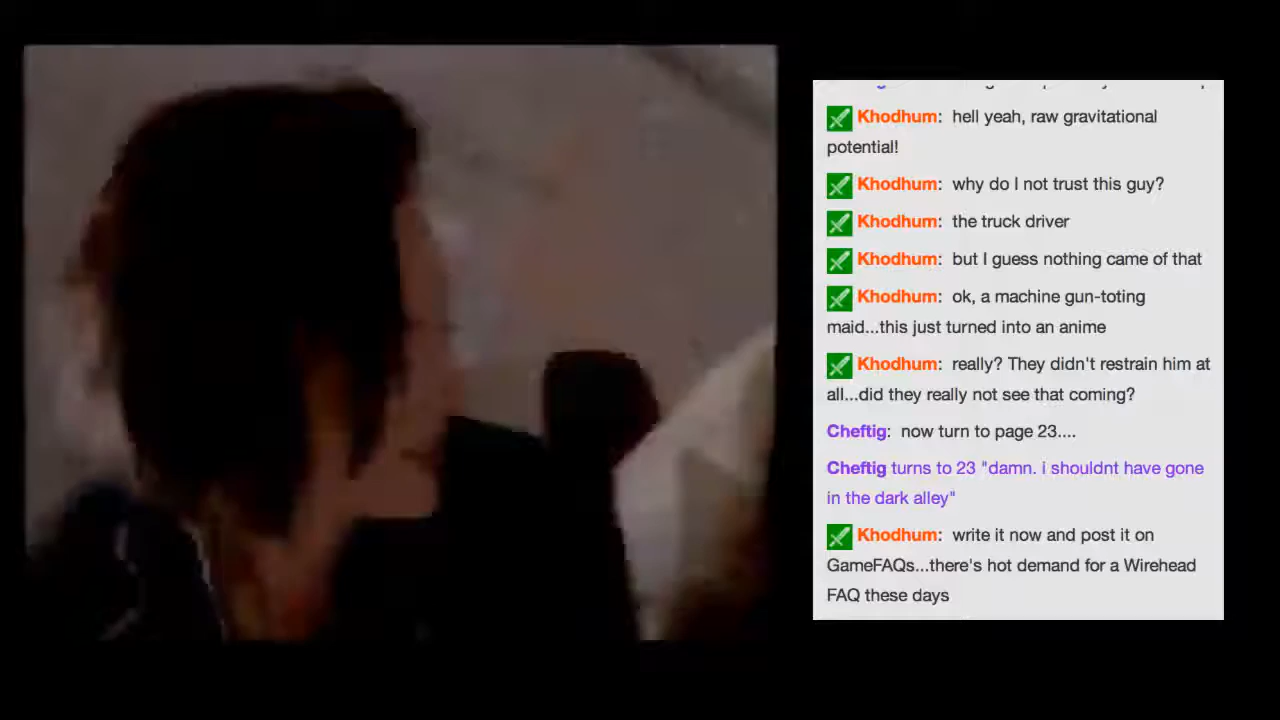 Khodhum: hell yeah, raw gravitational
potential!
Khodhum: why do I not trust this guy?
Khodhum: the truck driver
Khodhum: but I guess nothing came of that
Khodhum: ok, a machine gun-toting
maid...this just turned into an anime
Khodhum: really? They didn't restrain him at
all...did they really not see that coming?
Cheftig: now turn to page 23....
Cheftig turns to 23 "damn. i shouldnt have gone
in the dark alley"
Khodhum: write it now and post it on
GameFAQs...there's hot demand for a Wirehead
FAQ these days